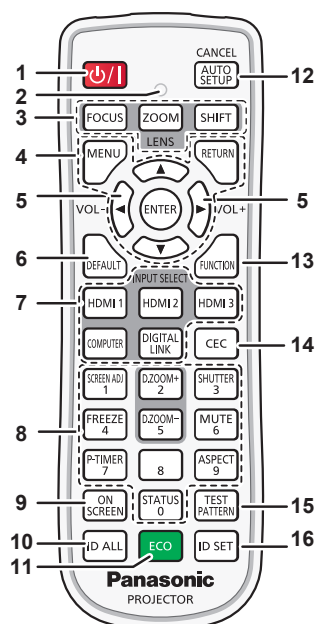 CANCEL
1
⏻/|
AUTO
SETUP
12
2
3
FOCUS
ZOOM
SHIFT
LENS
4
MENU
RETURN
5
5
VOL-
ENTER
VOL+
6
DEFAULT
FUNCTION
13
INPUT SELECT
7
HDMI 1
HDMI 2
HDMI 3
COMPUTER
DIGITAL
LINK
CEC
14
SCREEN ADJ
1
D.ZOOM+
2
SHUTTER
3
8
FREEZE
4
D.ZOOM-
5
MUTE
6
P-TIMER
7
8
ASPECT
9
9
ON
SCREEN
STATUS
0
TEST
PATTERN
15
10
ID ALL
ECO
ID SET
16
11
Panasonic
PROJECTOR